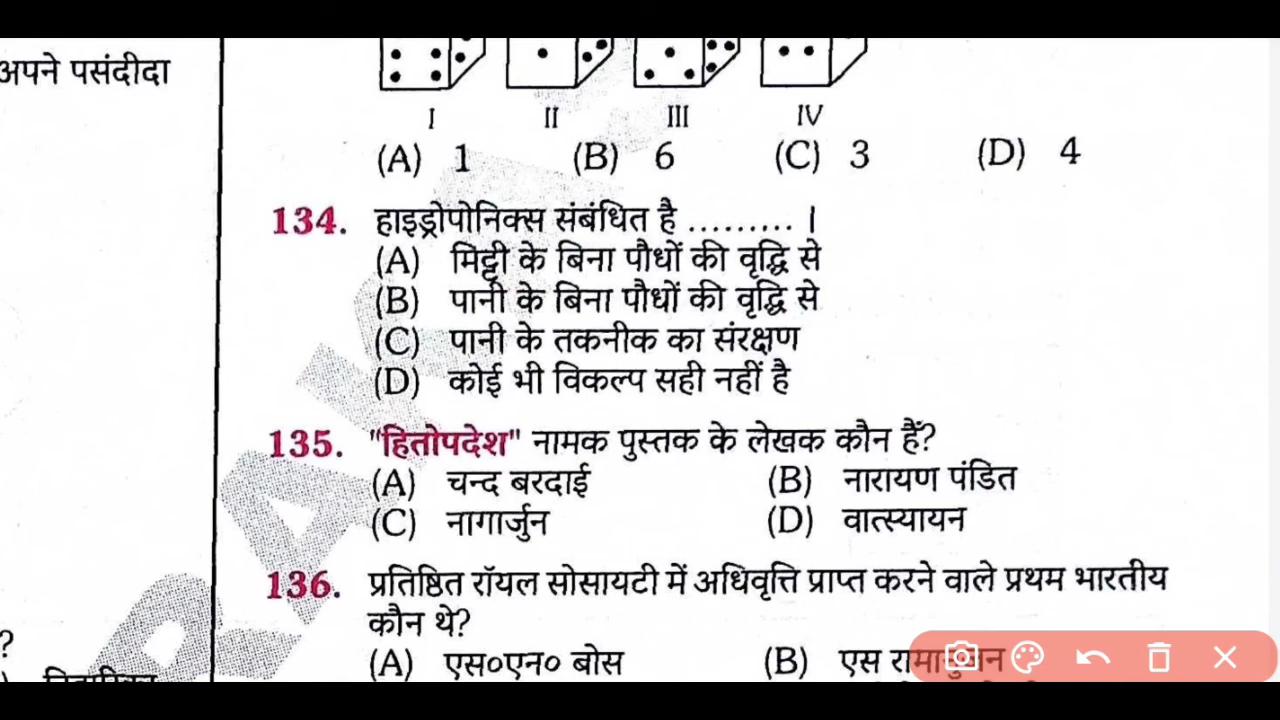 अपने पसंदीदा
I II III IV
(A) 1 (B) 6 (C) 3 (D) 4
134. हाइड्रोपोनिक्स संबंधित है ......... ।
(A) मिट्टी के बिना पौधों की वृद्धि से
(B) पानी के बिना पौधों की वृद्धि से
(C) पानी के तकनीक का संरक्षण
(D) कोई भी विकल्प सही नहीं है
135. "हितोपदेश" नामक पुस्तक के लेखक कौन हैं?
(A) चन्द बरदाई (B) नारायण पंडित
(C) नागार्जुन (D) वात्स्यायन
136. प्रतिष्ठित रॉयल सोसायटी में अधिवृत्ति प्राप्त करने वाले प्रथम भारतीय
कौन थे?
?
(A) एस०एन० बोस (B) एस